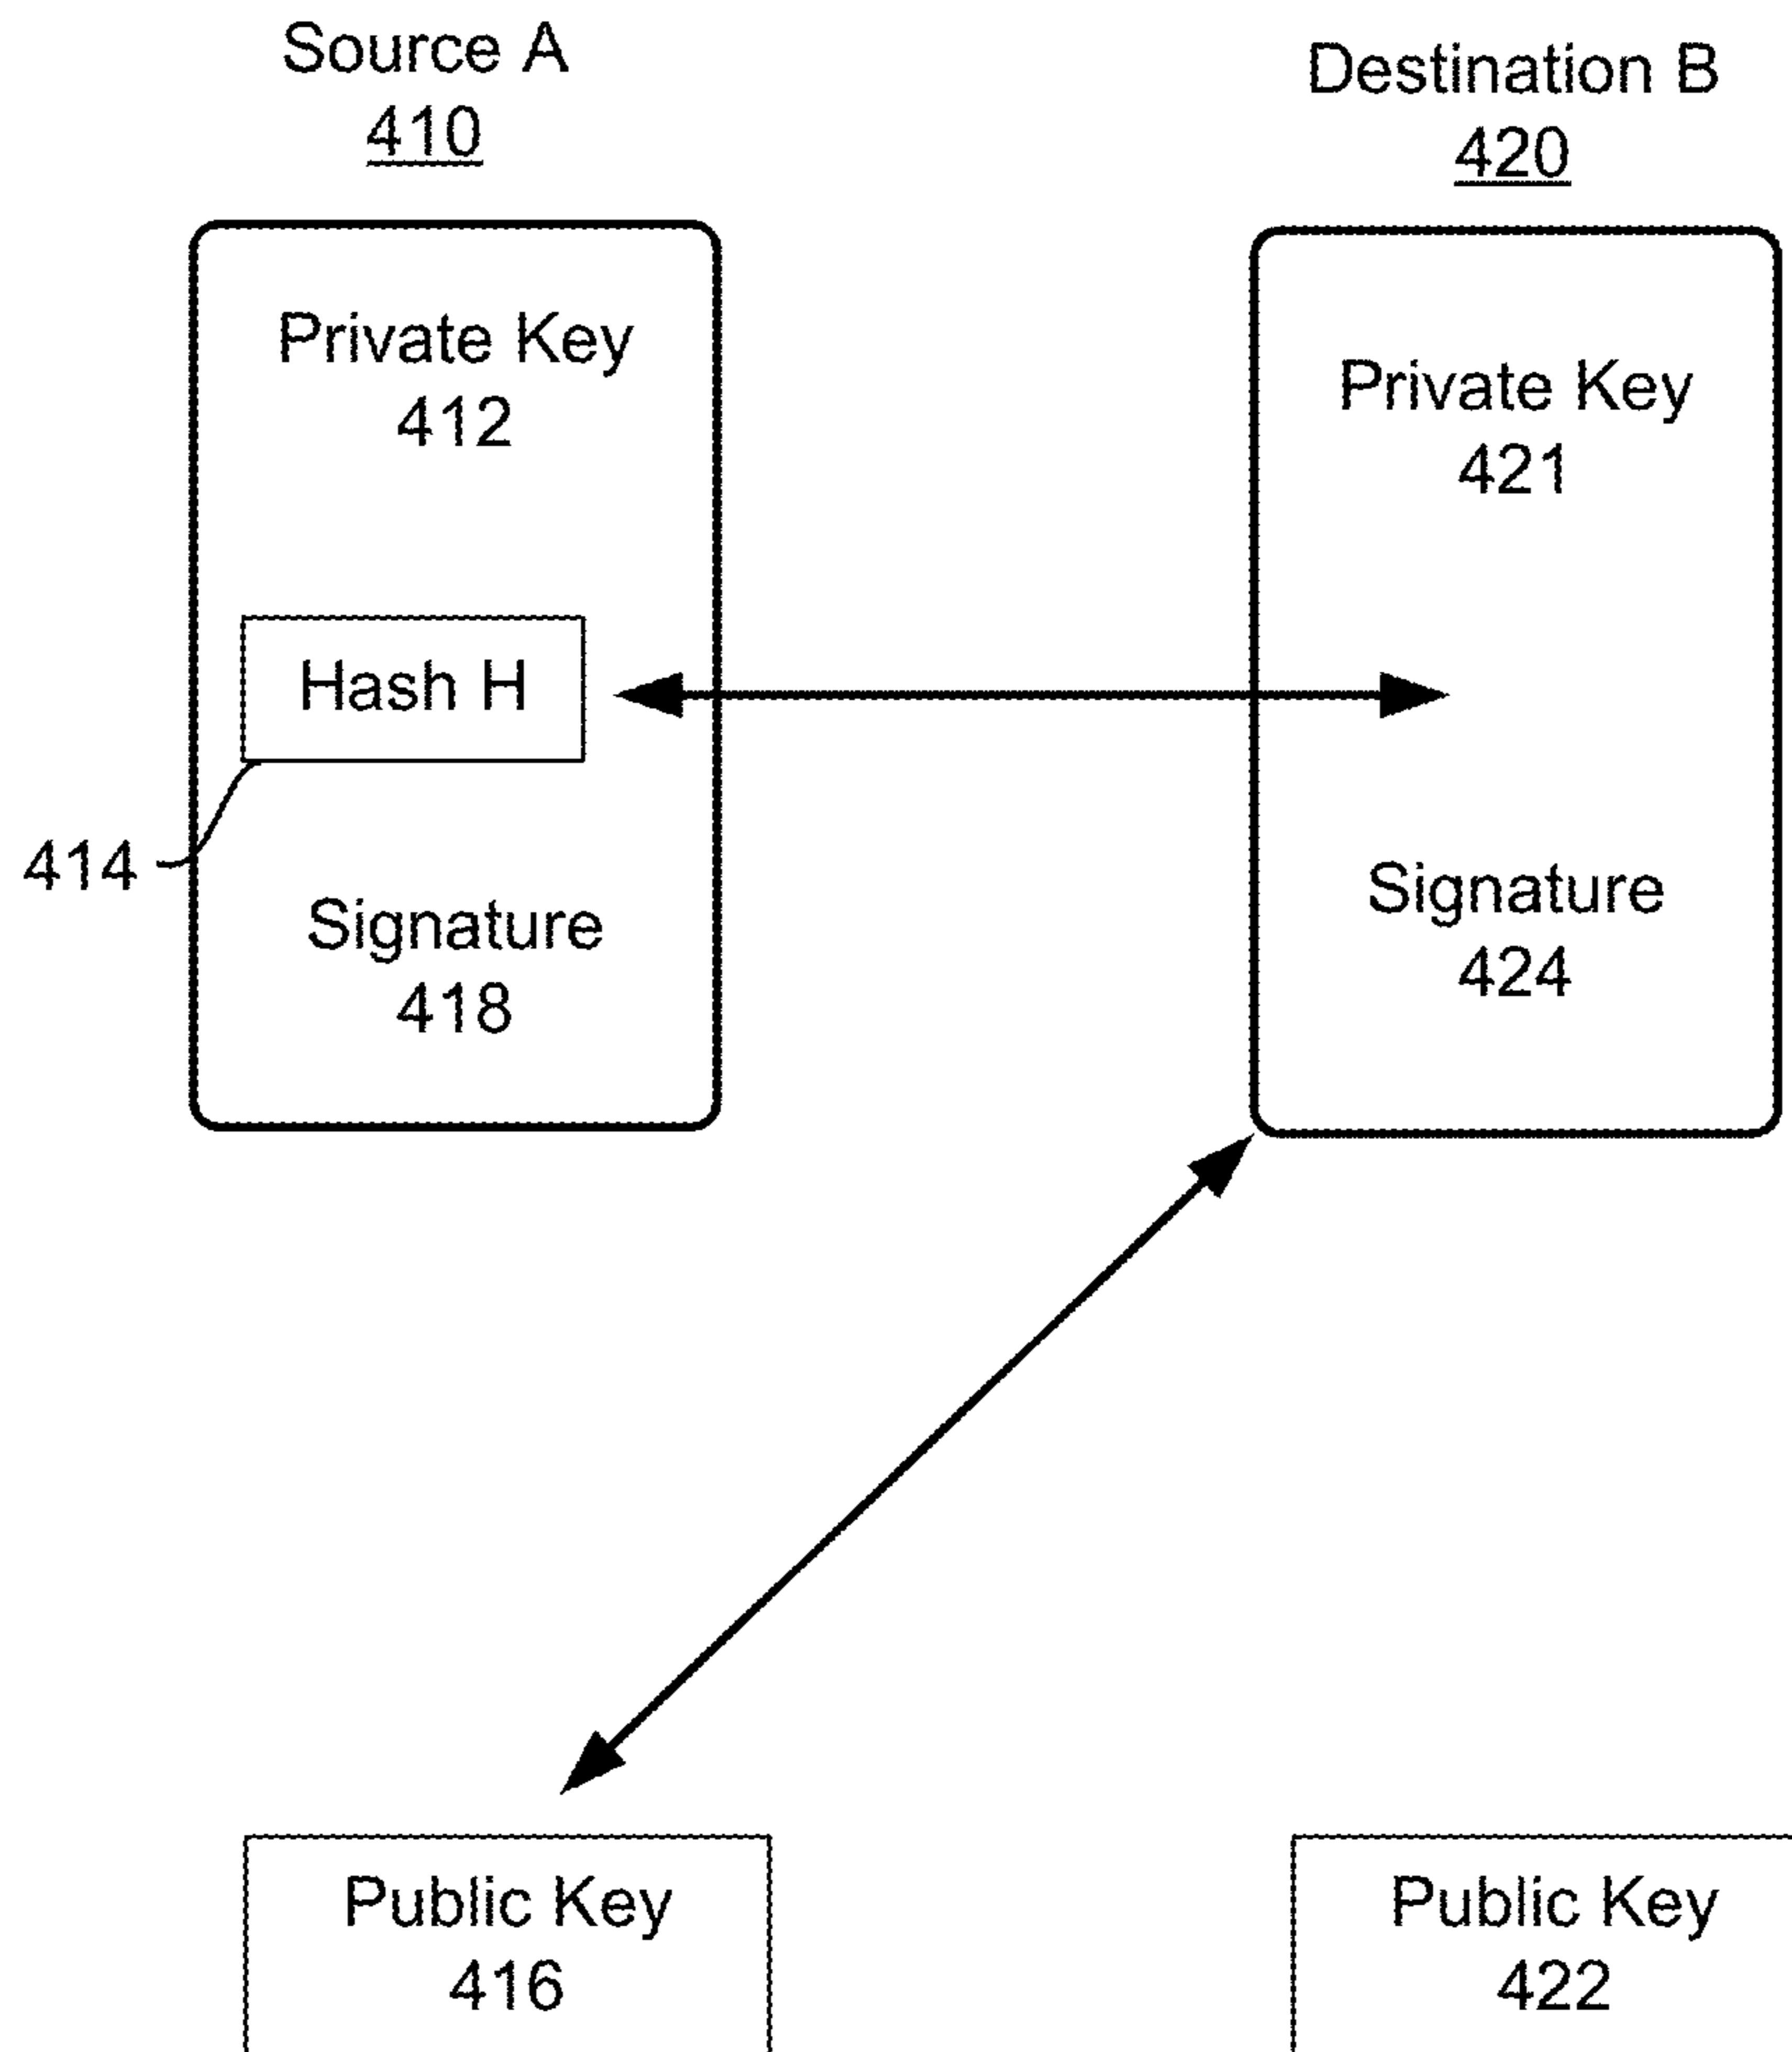 Source A
410
Destination B
420
Private Key
412
Private Key
421
Hash H
414
Signature
418
Signature
424
Public Key
416
Public Key
422